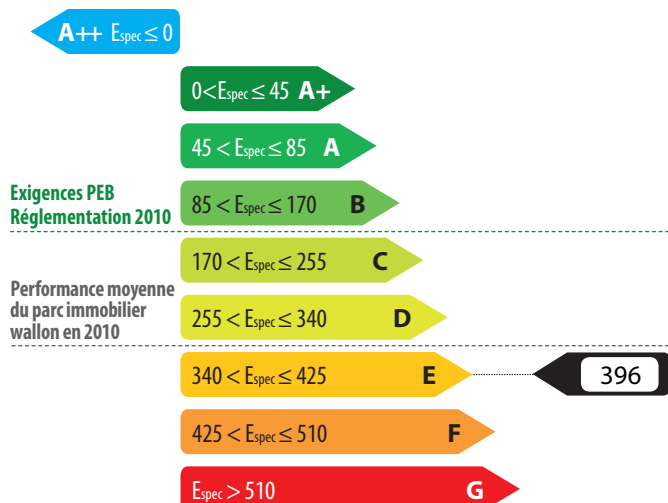 A++ Espec ≤ 0
0<Espec ≤ 45 A+
45 < Espec ≤ 85 A
Exigences PEB
Réglementation 2010
85 < Espec ≤ 170 B
170 < Espec ≤ 255 C
Performance moyenne
du parc immobilier
wallon en 2010
255 < Espec ≤ 340 D
340 < Espec ≤ 425 E
396
425 < Espec ≤ 510 F
Espec > 510 G